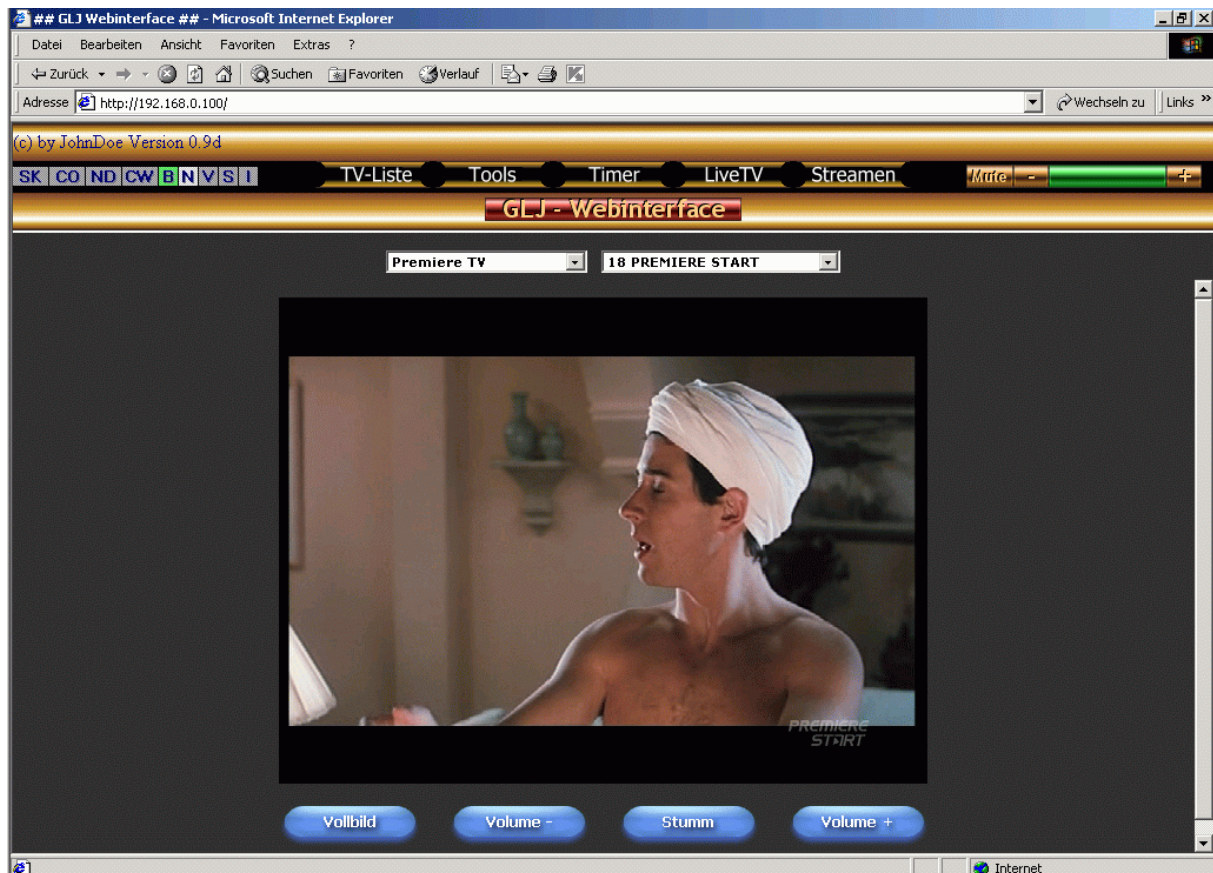 ## GLJ Webinterface ## - Microsoft Internet Explorer
Datei Bearbeiten Ansicht Favoriten Extras ?
Zurück Suchen Favoriten Verlauf
Adresse http://192.168.0.100/ Wechseln zu Links »
(c) by JohnDoe Version 0.9d
SK CO ND CW B N V S I TV-Liste Tools Timer LiveTV Streamen Mute - +
GLJ - Webinterface
Premiere TV 18 PREMIERE START
PREMIERE
START
Vollbild Volume - Stumm Volume +
Internet